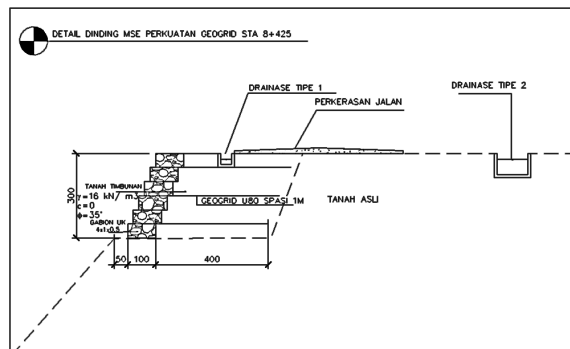 DETAIL DINDING MSE PERKUATAN GEOGRID STA 8+425
DRAINASE TIPE 1
DRAINASE TIPE 2
PERKERASAN JALAN
300
TANAH TIMBUNAN
γ=16 kN/ m3
c=0
ϕ=35°
GEOGRID U80 SPASI 1M
TANAH ASLI
GABION UK
4x1x0.5
50
100
400